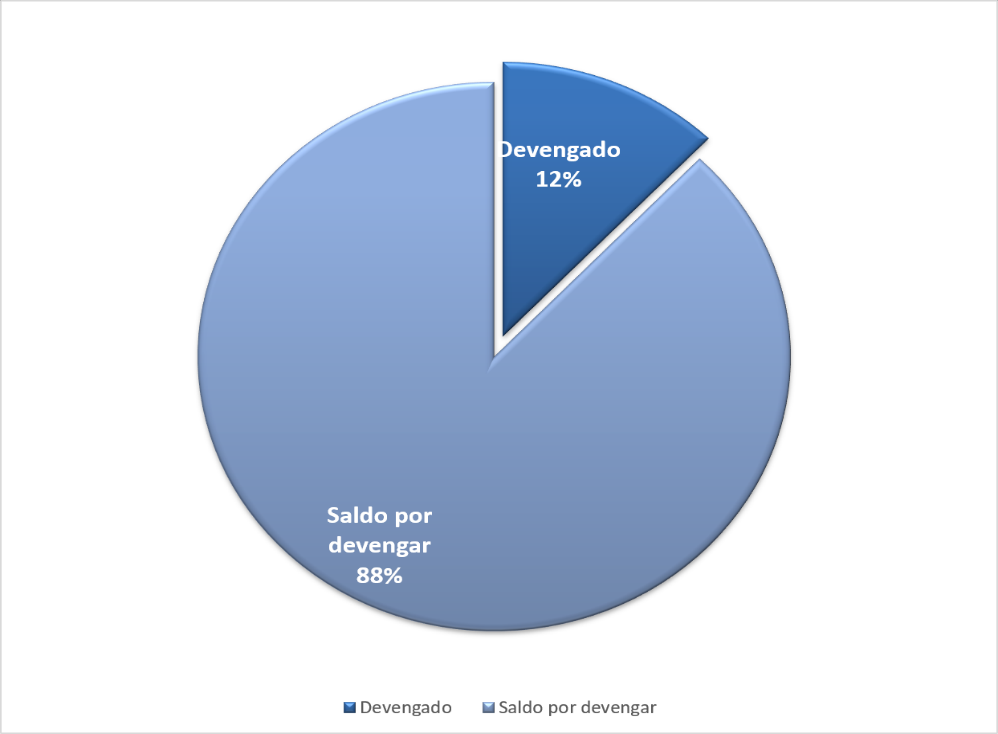 Devengado
12%
Saldo por
devengar
88%
Devengado
Saldo por devengar